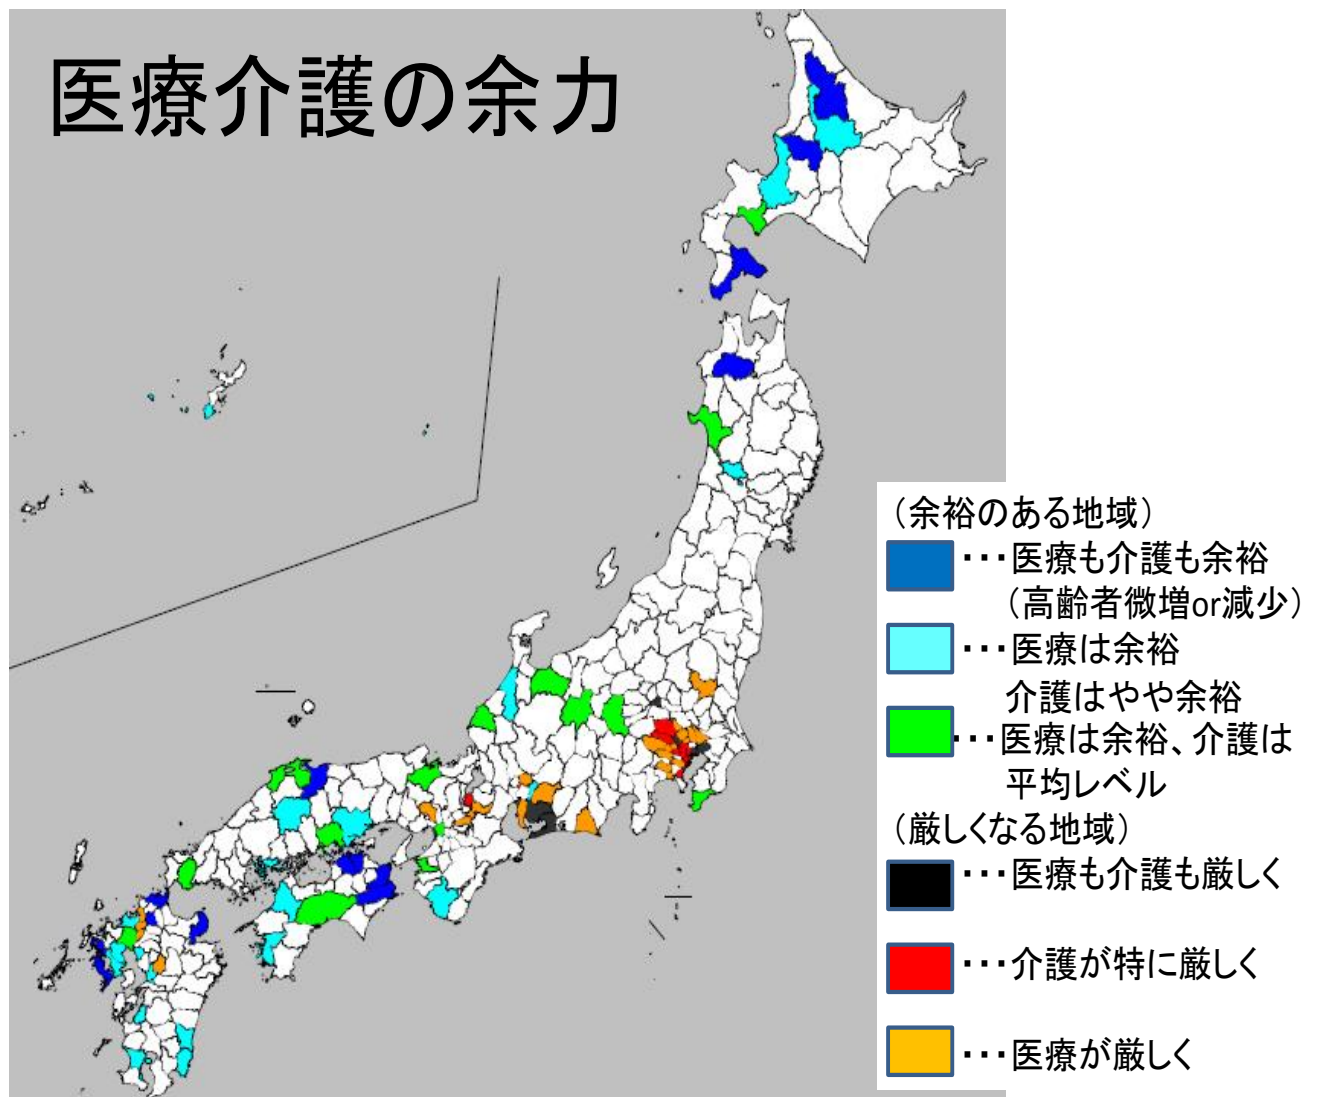 医療介護の余力
（余裕のある地域）
・・・医療も介護も余裕
（高齢者微増or減少）
・・・医療は余裕
介護はやや余裕
・・・医療は余裕、介護は
平均レベル
（厳しくなる地域）
・・・医療も介護も厳しく
・・・介護が特に厳しく
・・・医療が厳しく